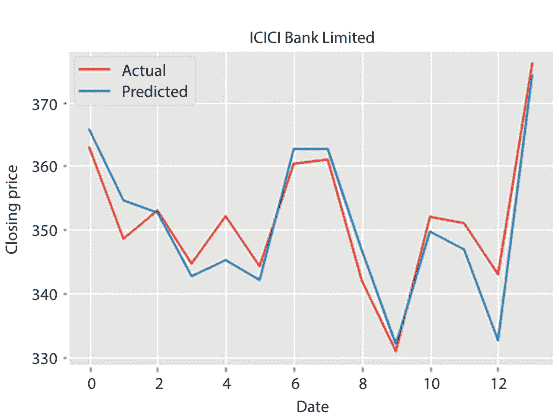 ICICI Bank Limited
Actual
Predicted
370
360
350
340
330
Closing price
0 2 4 6 8 10 12
Date